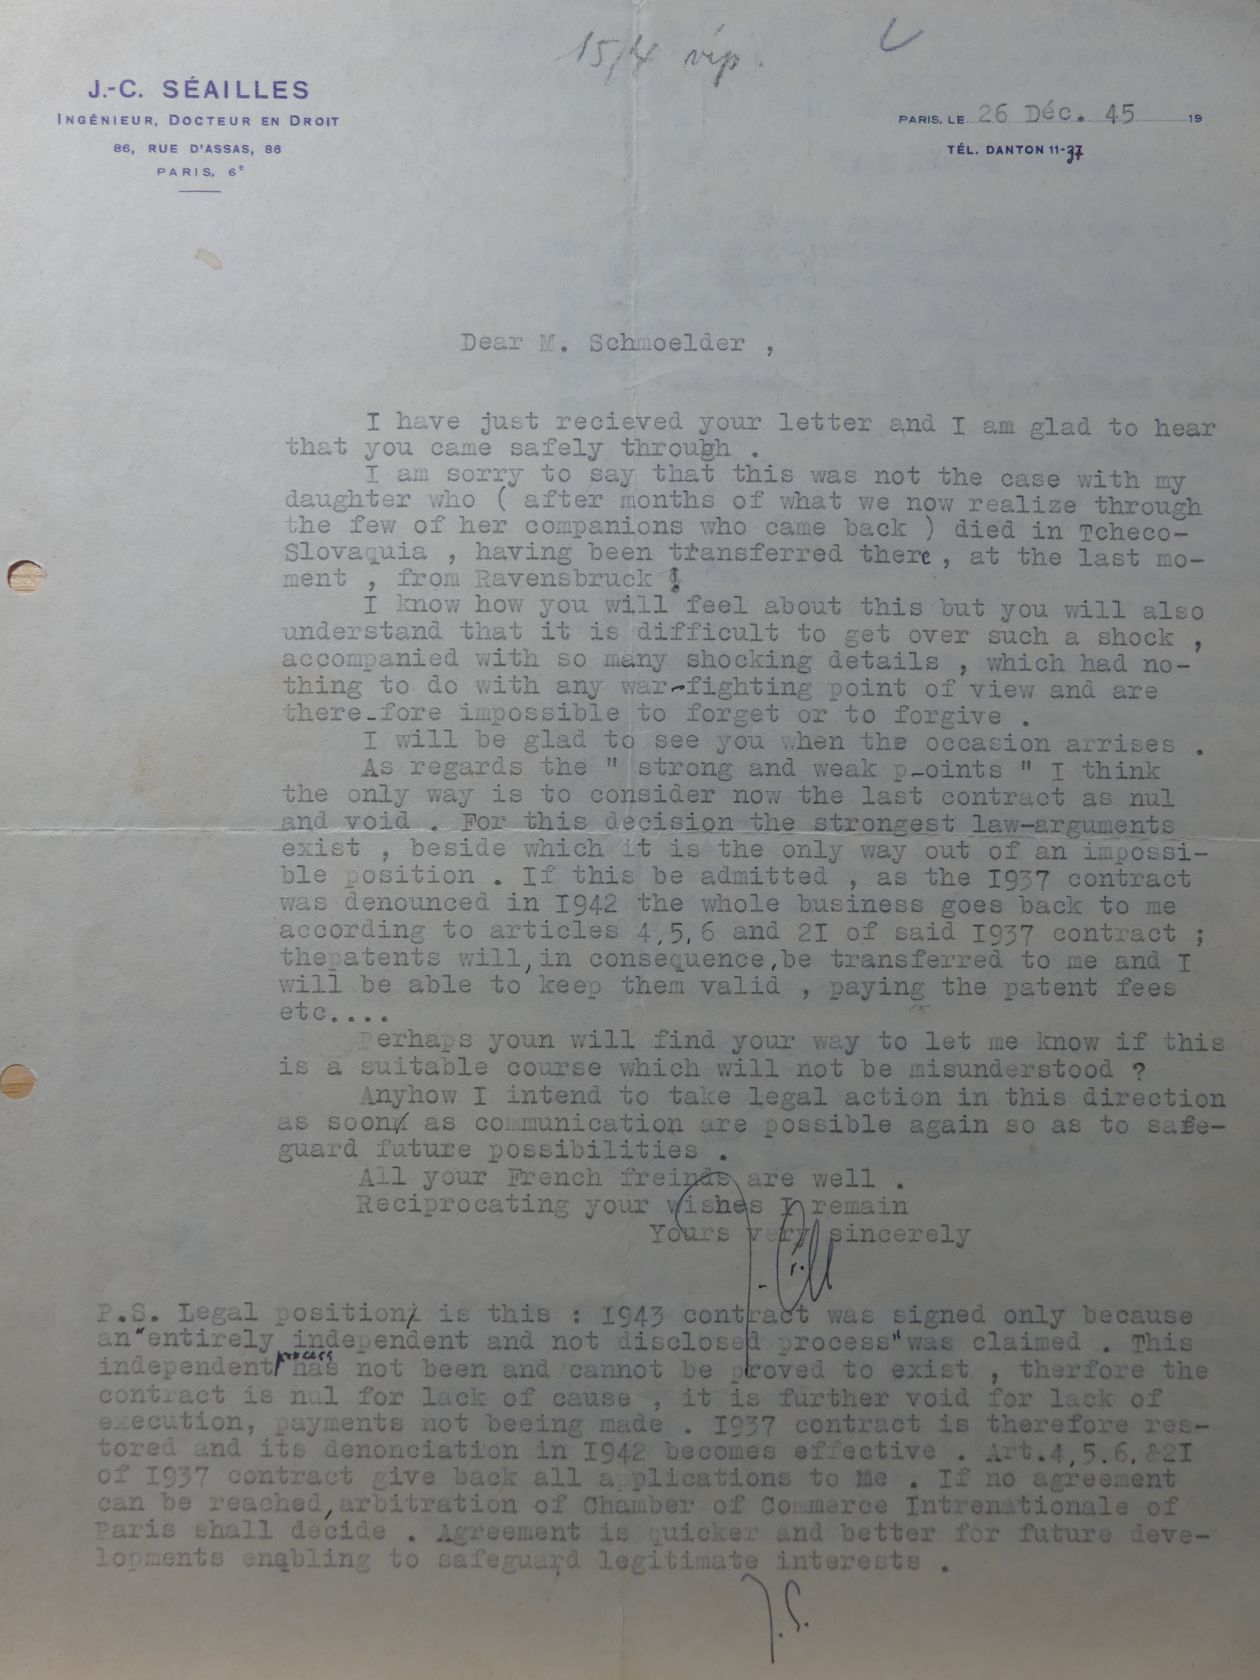 15/4 vip.
J.-C. SÉAILLES
INGÉNIEUR, DOCTEUR EN DROIT
86, RUE D'ASSAS, 86
PARIS, 6e
PARIS, LE 26 Déc. 45 19
TÉL. DANTON 11-37
Dear M. Schmoelder ,
I have just recieved your letter and I am glad to hear
that you came safely through .
I am sorry to say that this was not the case with my
daughter who ( after months of what we now realize through
the few of her companions who came back ) died in Tcheco-
Slovaquia , having been transferred there , at the last mo-
ment , from Ravensbruck !
I know how you will feel about this but you will also
understand that it is difficult to get over such a shock ,
accompanied with so many shocking details , which had no-
thing to do with any war-fighting point of view and are
there-fore impossible to forget or to forgive .
I will be glad to see you when the occasion arrises .
As regards the " strong and weak p-oints " I think
the only way is to consider now the last contract as nul
and void . For this decision the strongest law-arguments
exist , beside which it is the only way out of an impossi-
ble position . If this be admitted , as the I937 contract
was denounced in I942 the whole business goes back to me
according to articles 4,5,6 and 2I of said I937 contract ;
thepatents will, in consequence,be transferred to me and I
will be able to keep them valid , paying the patent fees
etc....
Perhaps youn will find your way to let me know if this
is a suitable course which will not be misunderstood ?
Anyhow I intend to take legal action in this direction
as soon as communication are possible again so as to safe-
guard future possibilities .
All your French freinds are well .
Reciprocating your wishes I remain
Yours very sincerely
P.S. Legal position is this : I943 contract was signed only because
an "entirely independent and not disclosed process" was claimed . This
independent process has not been and cannot be proved to exist , therfore the
contract is nul for lack of cause , it is further void for lack of
execution, payments not beeing made . I937 contract is therefore res-
tored and its denonciation in I942 becomes effective . Art.4,5.6,&2I
of I937 contract give back all applications to Me . If no agreement
can be reached, arbitration of Chamber of Commerce Intrenationale of
Paris shall decide . Agreement is quicker and better for future deve-
lopments enabling to safeguard legitimate interests .
J.S.